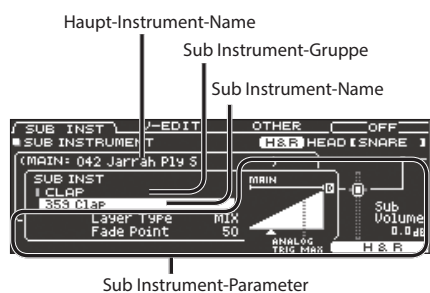 Haupt-Instrument-Name
Sub Instrument-Gruppe
Sub Instrument-Name
SUB INST V-EDIT OTHER OFF
SUB INSTRUMENT H&R HEAD [SNARE ]
(MAIN: 042 Jarrah Ply S )
SUB INST
CLAP
359 Clap
Layer Type MIX
Fade Point 50
MAIN
ANALOG
TRIG MAX
Sub
Volume
0.0dB
H & R
Sub Instrument-Parameter